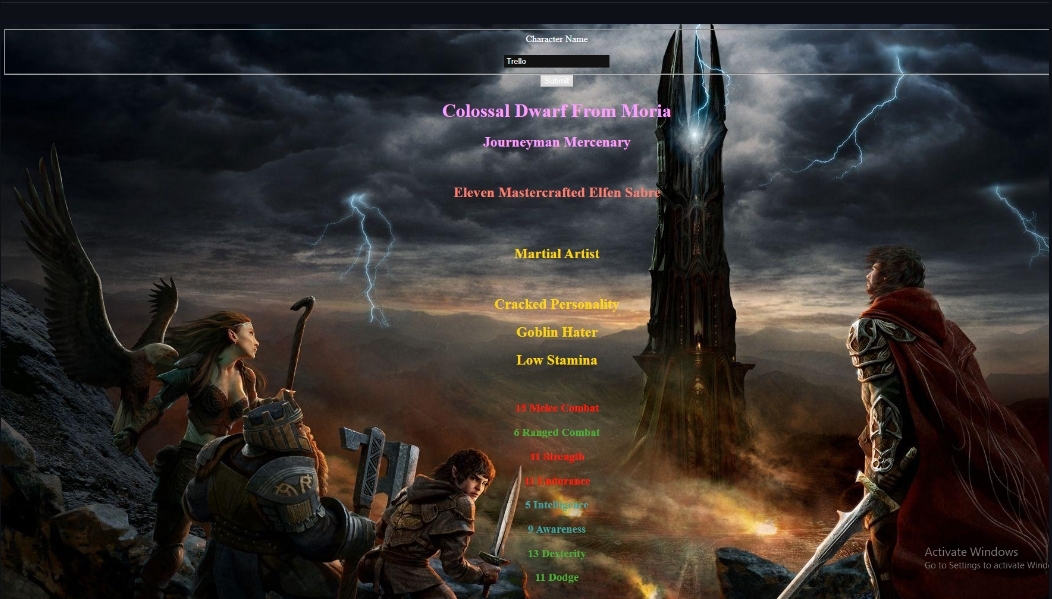 Character Name
Trello
Submit
Colossal Dwarf From Moria
Journeyman Mercenary
Eleven Mastercrafted Elfen Sabre
Martial Artist
Cracked Personality
Goblin Hater
Low Stamina
Melee Combat
6 Ranged Combat
11 Strength
Endurance
5 Intelligence
9 Awareness
13 Dexterity
11 Dodge
Activate Windows
Go to Settings to activate Wind